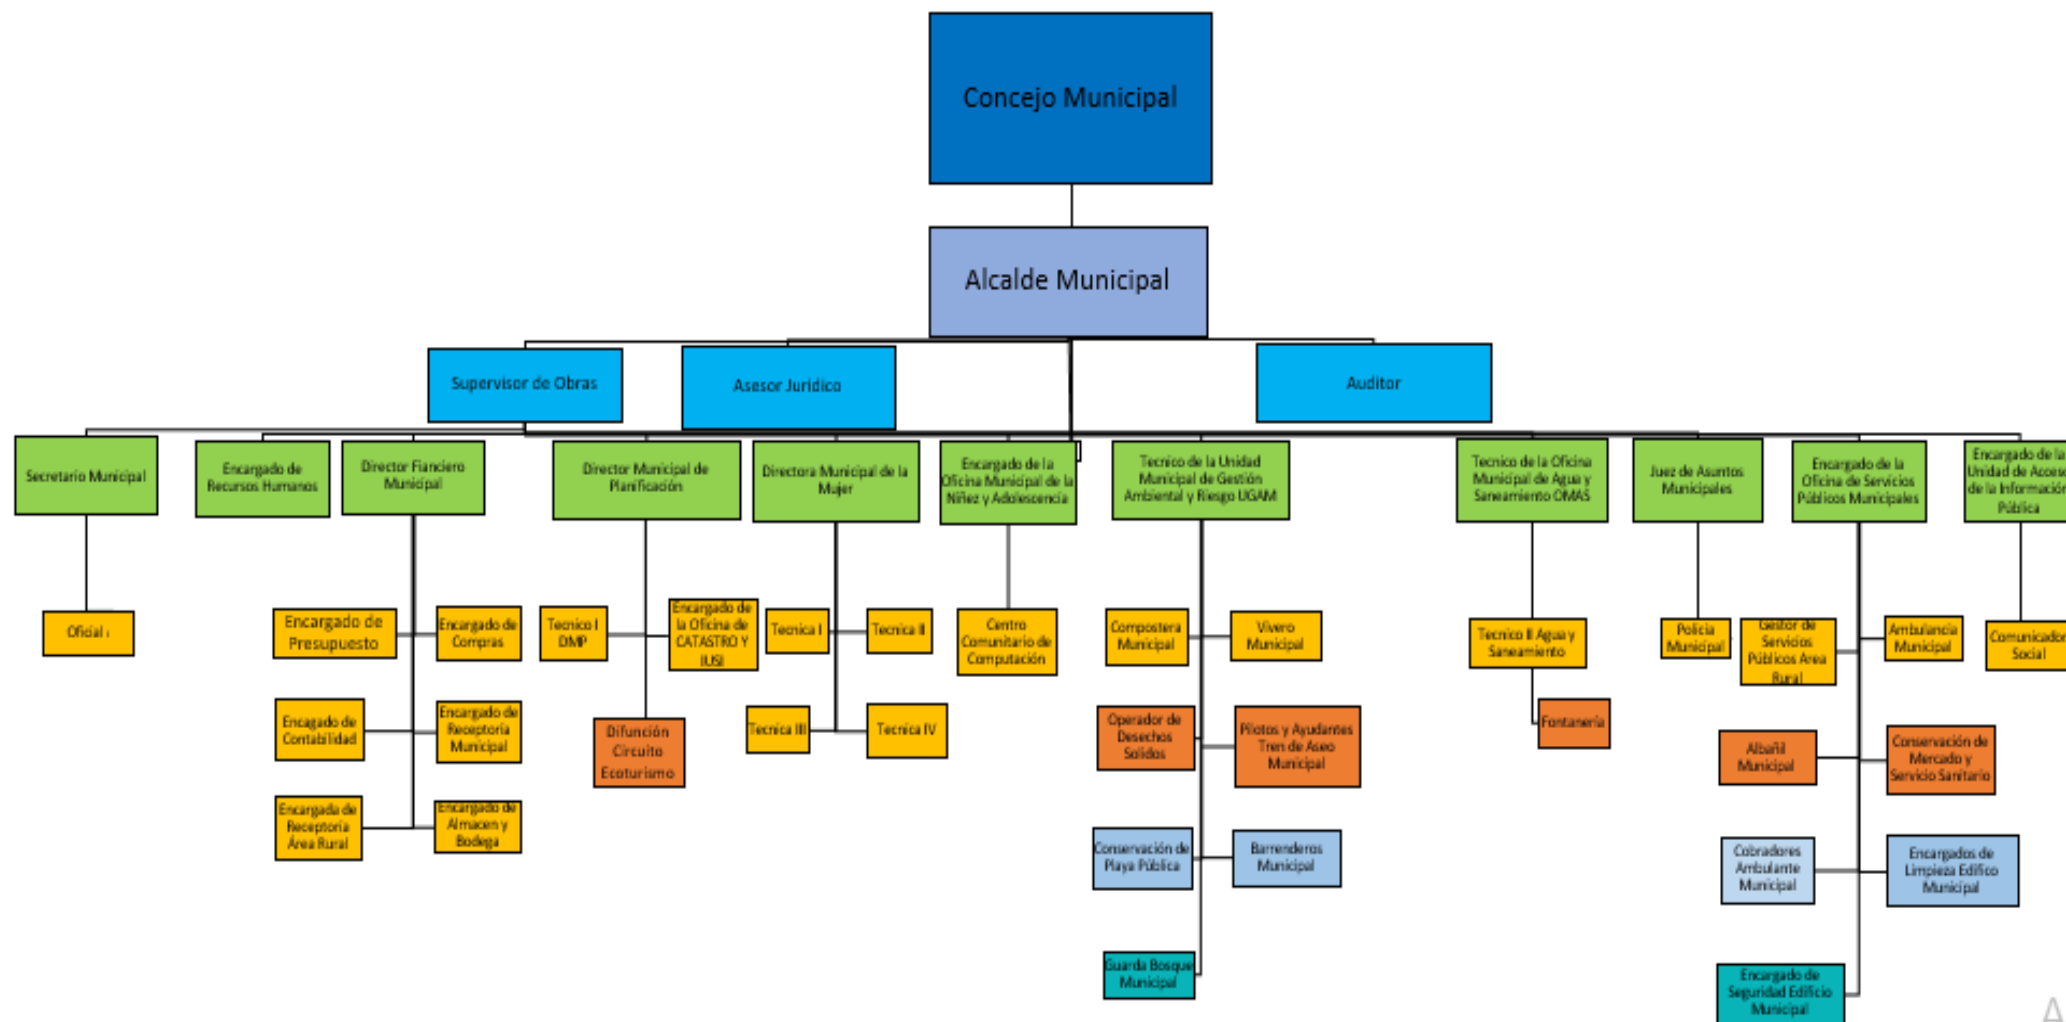 Concejo Municipal
Alcalde Municipal
Supervisor de Obras
Asesor Juridico
Auditor
Secretario Municipal
Encargado de
Recursos Humanos
Director Fianciero
Municipal
Director Municipal de
Planificación
Directora Municipal de la
Mujer
Encargado de la
Oficina Municipal de la
Niñez y Adolescencia
Tecnico de la Unidad
Municipal de Gestión
Ambiental y Riesgo UGAM
Tecnico de la Oficina
Municipal de Agua y
Saneamiento OMAS
Juez de Asuntos
Municipales
Encargado de la
Oficina de Servicios
Públicos Municipales
Encargado de la
Unidad de Acceso
de la Información
Pública
Oficial
Encargado de
Presupuesto
Encargado de
Compras
Tecnico I
DMP
Encargado de
la Oficina de
CATASTRO Y
IUSI
Tecnica I
Tecnica II
Centro
Comunitario de
Computación
Compostera
Municipal
Vivero
Municipal
Tecnico II Agua y
Saneamiento
Policia
Municipal
Gestor de
Servicios
Públicos Area
Rural
Ambulancia
Municipal
Comunicador
Social
Encagado de
Contabilidad
Encargado de
Receptoria
Municipal
Difunción
Circuito
Ecoturismo
Tecnica III
Tecnica IV
Operador de
Desechos
Solidos
Pilotos y Ayudantes
Tren de Aseo
Municipal
Fontanería
Albañil
Municipal
Conservación de
Mercado y
Servicio Sanitario
Encargada de
Receptoria
Área Rural
Encargado de
Almacen y
Bodega
Conservación de
Playa Pública
Barrenderos
Municipal
Cobradores
Ambulante
Municipal
Encargados de
Limpieza Edifico
Municipal
Guarda Bosque
Municipal
Encargado de
Seguridad Edificio
Municipal
A